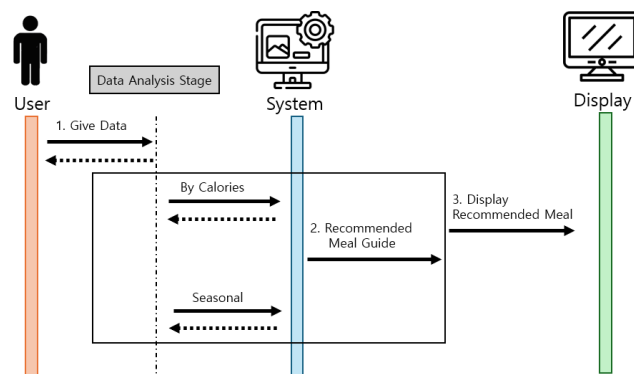 Data Analysis Stage
User
System
Display
1. Give Data
By Calories
2. Recommended
Meal Guide
3. Display
Recommended Meal
Seasonal